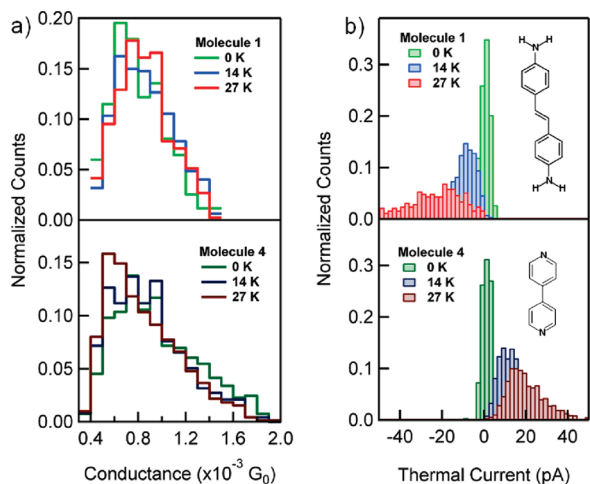 a)
Normalized Counts
0.20
0.15
0.10
0.05
0.00
Molecule 1
0 K
14 K
27 K
0.15
0.10
0.05
0.00
Molecule 4
0 K
14 K
27 K
0.4
0.8
1.2
1.6
2.0
Conductance (x10⁻³ G₀)
b)
Normalized Counts
0.3
0.2
0.1
0.00
Molecule 1
0 K
14 K
27 K
H N H
H N H
0.3
0.2
0.1
0.00
Molecule 4
0 K
14 K
27 K
N
N
-40
-20
0
20
40
Thermal Current (pA)